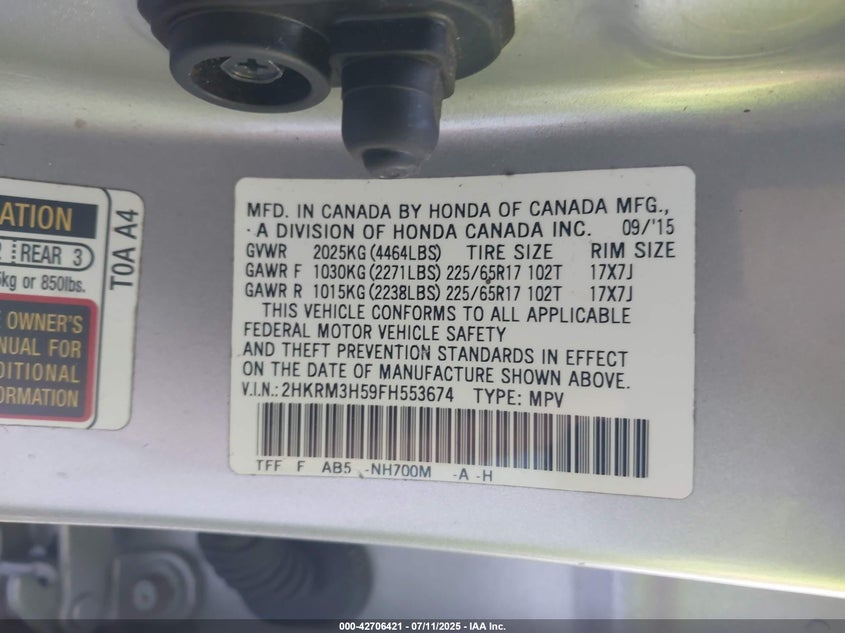 ATION
REAR 3
kg or 850lbs.
OWNER'S
NUAL FOR
DITIONAL
ORMATION
T0A A4
MFD. IN CANADA BY HONDA OF CANADA MFG.,
A DIVISION OF HONDA CANADA INC. 09/'15
GVWR 2025KG (4464LBS) TIRE SIZE RIM SIZE
GAWR F 1030KG (2271LBS) 225/65R17 102T 17X7J
GAWR R 1015KG (2238LBS) 225/65R17 102T 17X7J
THIS VEHICLE CONFORMS TO ALL APPLICABLE
FEDERAL MOTOR VEHICLE SAFETY
AND THEFT PREVENTION STANDARDS IN EFFECT
ON THE DATE OF MANUFACTURE SHOWN ABOVE.
V.I.N.: 2HKRM3H59FH553674 TYPE: MPV
TFF F AB5 -NH700M -A -H
000-42706421 - 07/11/2025 - IAA Inc.